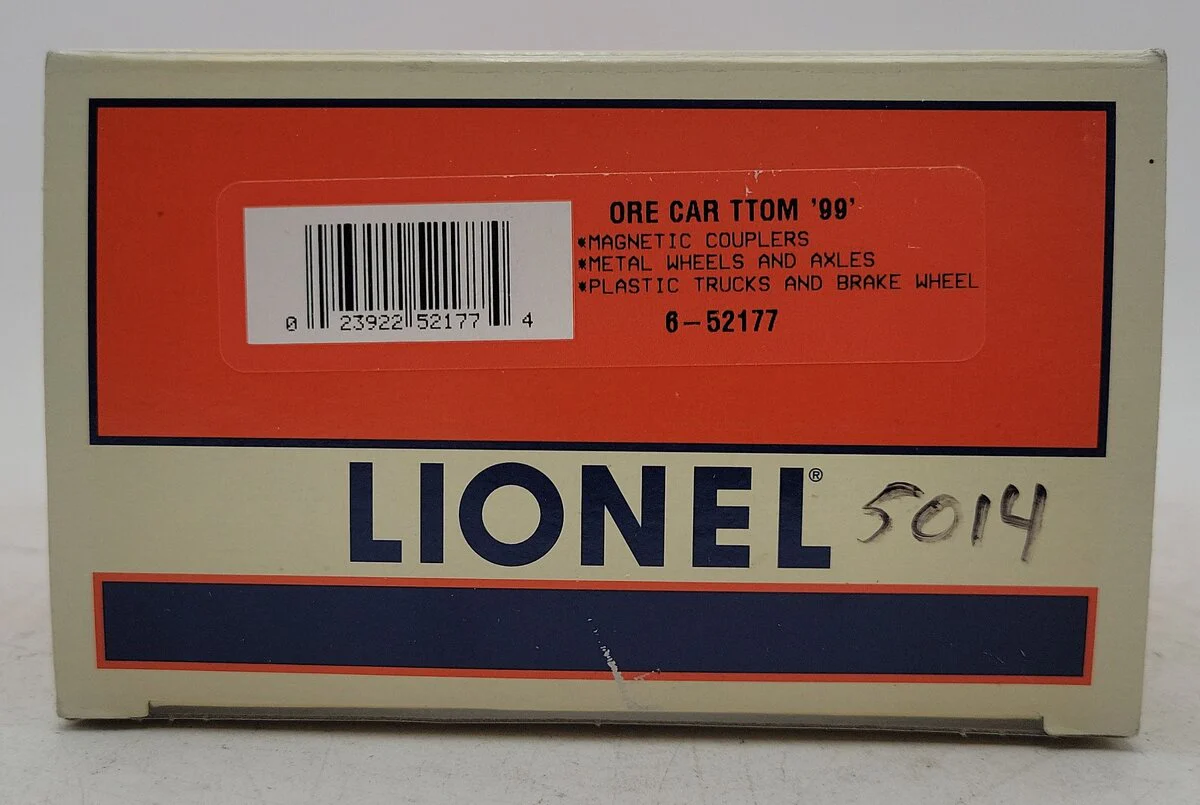 ORE CAR TTOM '99'
*MAGNETIC COUPLERS
*METAL WHEELS AND AXLES
*PLASTIC TRUCKS AND BRAKE WHEEL
6-52177
0 23922 52177 4
LIONEL®
5014